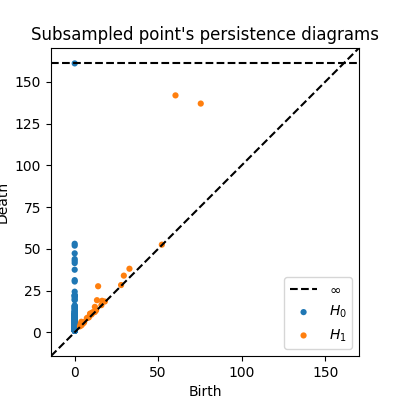 Subsampled point's persistence diagrams
150
125
100
75
50
25
0
Death
∞
H₀
H₁
0 50 100 150
Birth